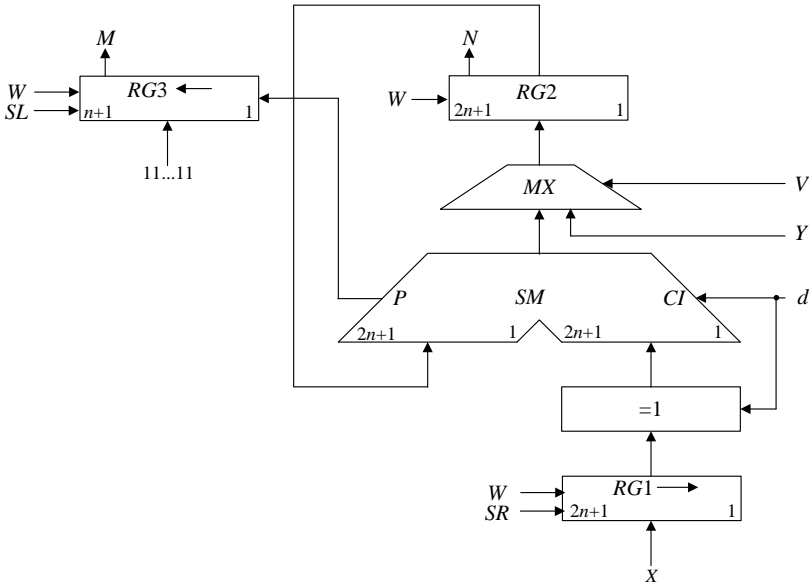 M
N
W
SL
RG3
n+1
1
W
RG2
2n+1
1
11...11
MX
V
Y
P
SM
CI
d
2n+1
1
2n+1
1
=1
W
SR
RG1
2n+1
1
X